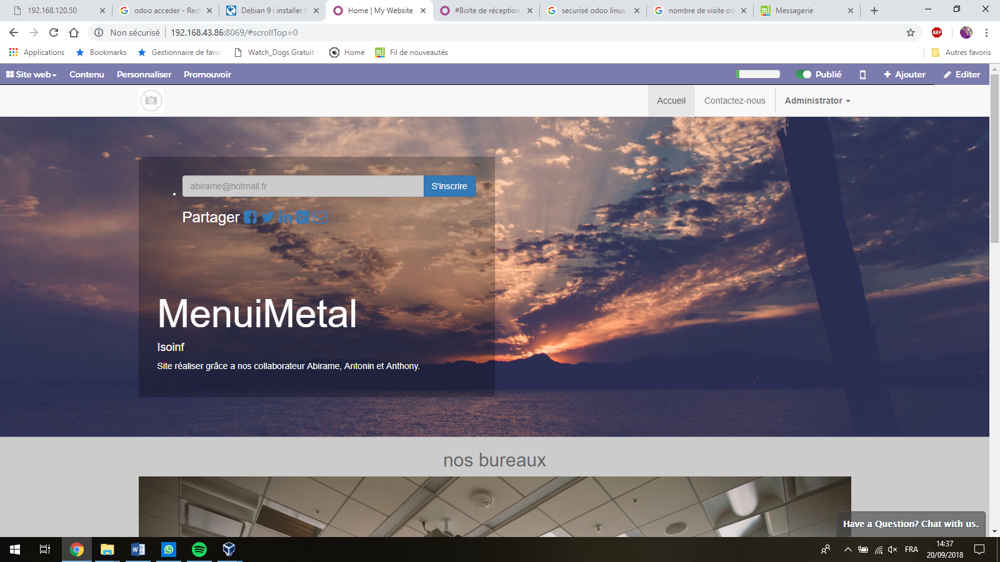 192.168.120.50
odoo acceder - Rech
Debian 9 : installer
Home | My Website
#Boîte de réception
securisé odoo linux
nombre de visite od
Messagerie
Non sécurisé
192.168.43.86:8069/#scrollTop=0
ABP
Applications
Bookmarks
Gestionnaire de favor
Watch_Dogs Gratuit
Home
Fil de nouveautés
Autres favoris
Site web
Contenu
Personnaliser
Promouvoir
Publié
Ajouter
Editer
Accueil
Contactez-nous
Administrator
abirame@hotmail.fr
S'inscrire
Partager
MenuiMetal
Isoinf
Site réaliser grâce a nos collaborateur Abirame, Antonin et Anthony.
nos bureaux
Have a Question? Chat with us.
FRA
14:37
20/09/2018